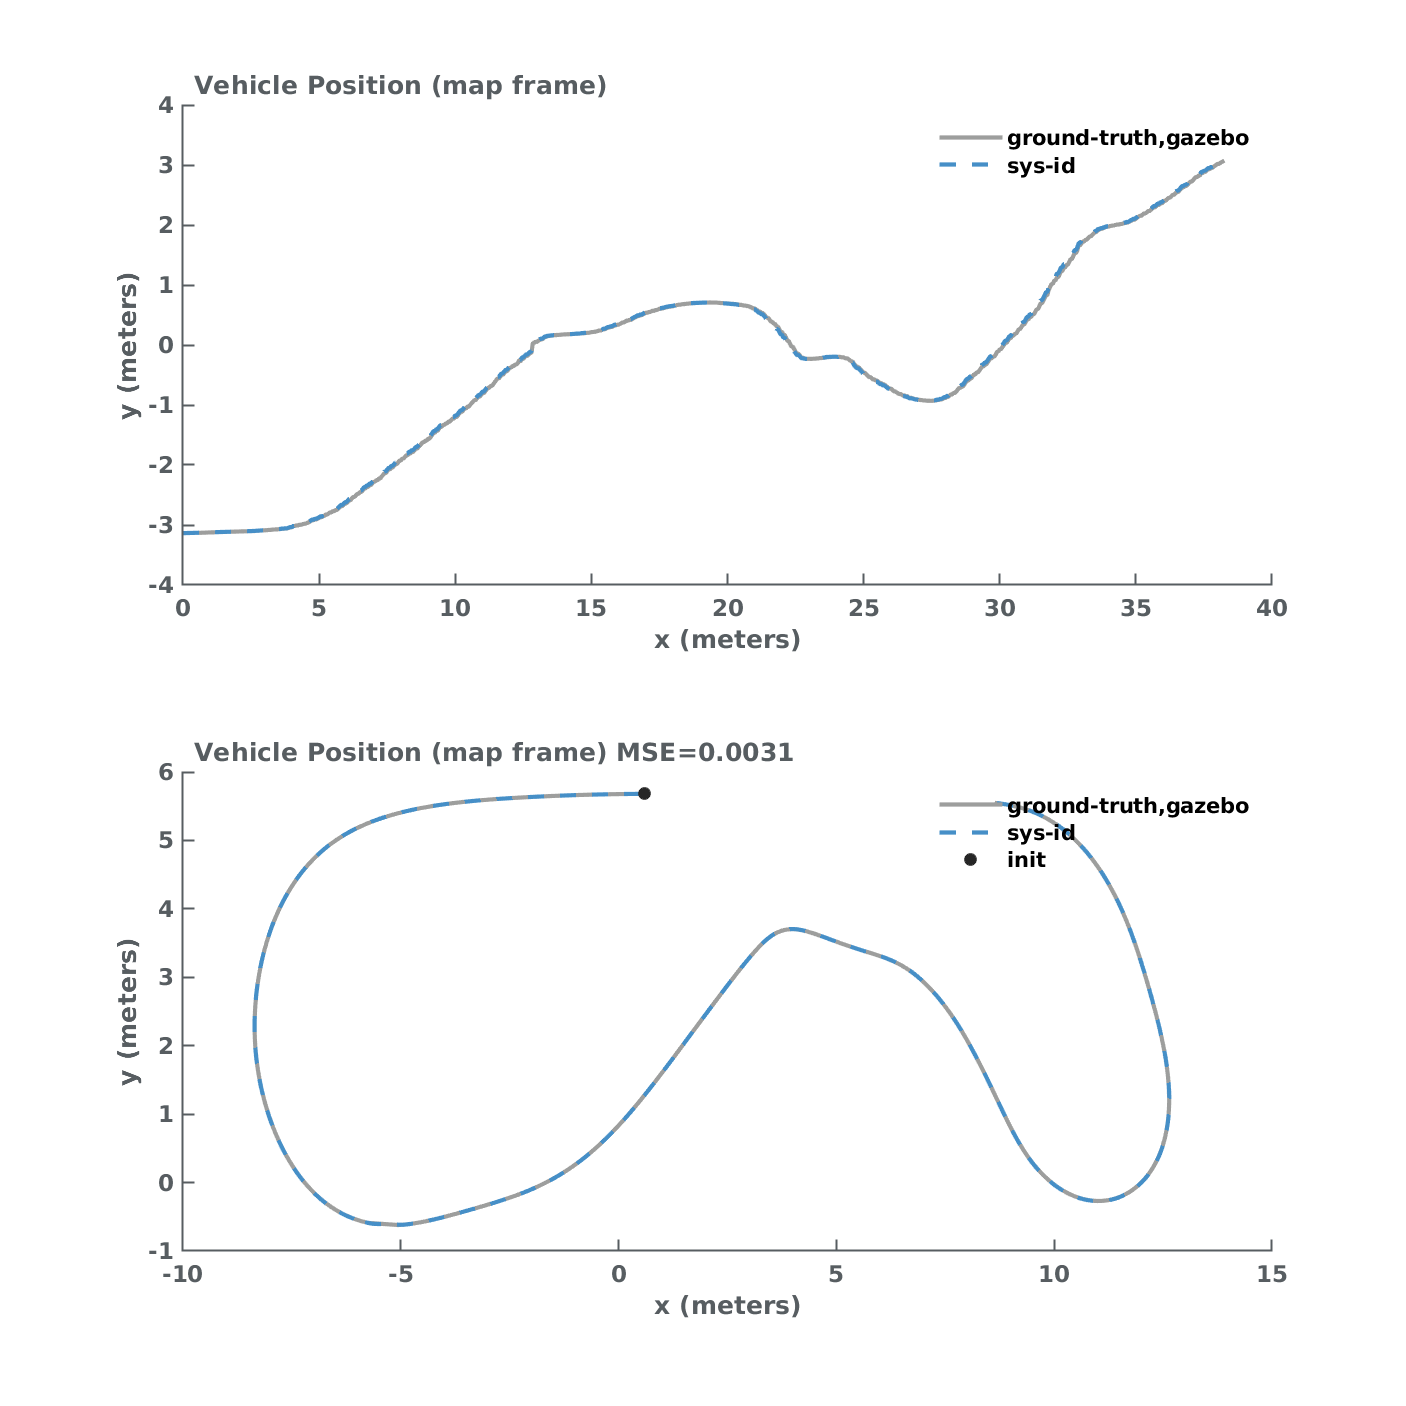 Vehicle Position (map frame)
4
3
2
1
0
-1
-2
-3
-4
y (meters)
ground-truth,gazebo
sys-id
0 5 10 15 20 25 30 35 40
x (meters)
Vehicle Position (map frame) MSE=0.0031
6
5
4
3
2
1
0
-1
y (meters)
ground-truth,gazebo
sys-id
init
-10 -5 0 5 10 15
x (meters)